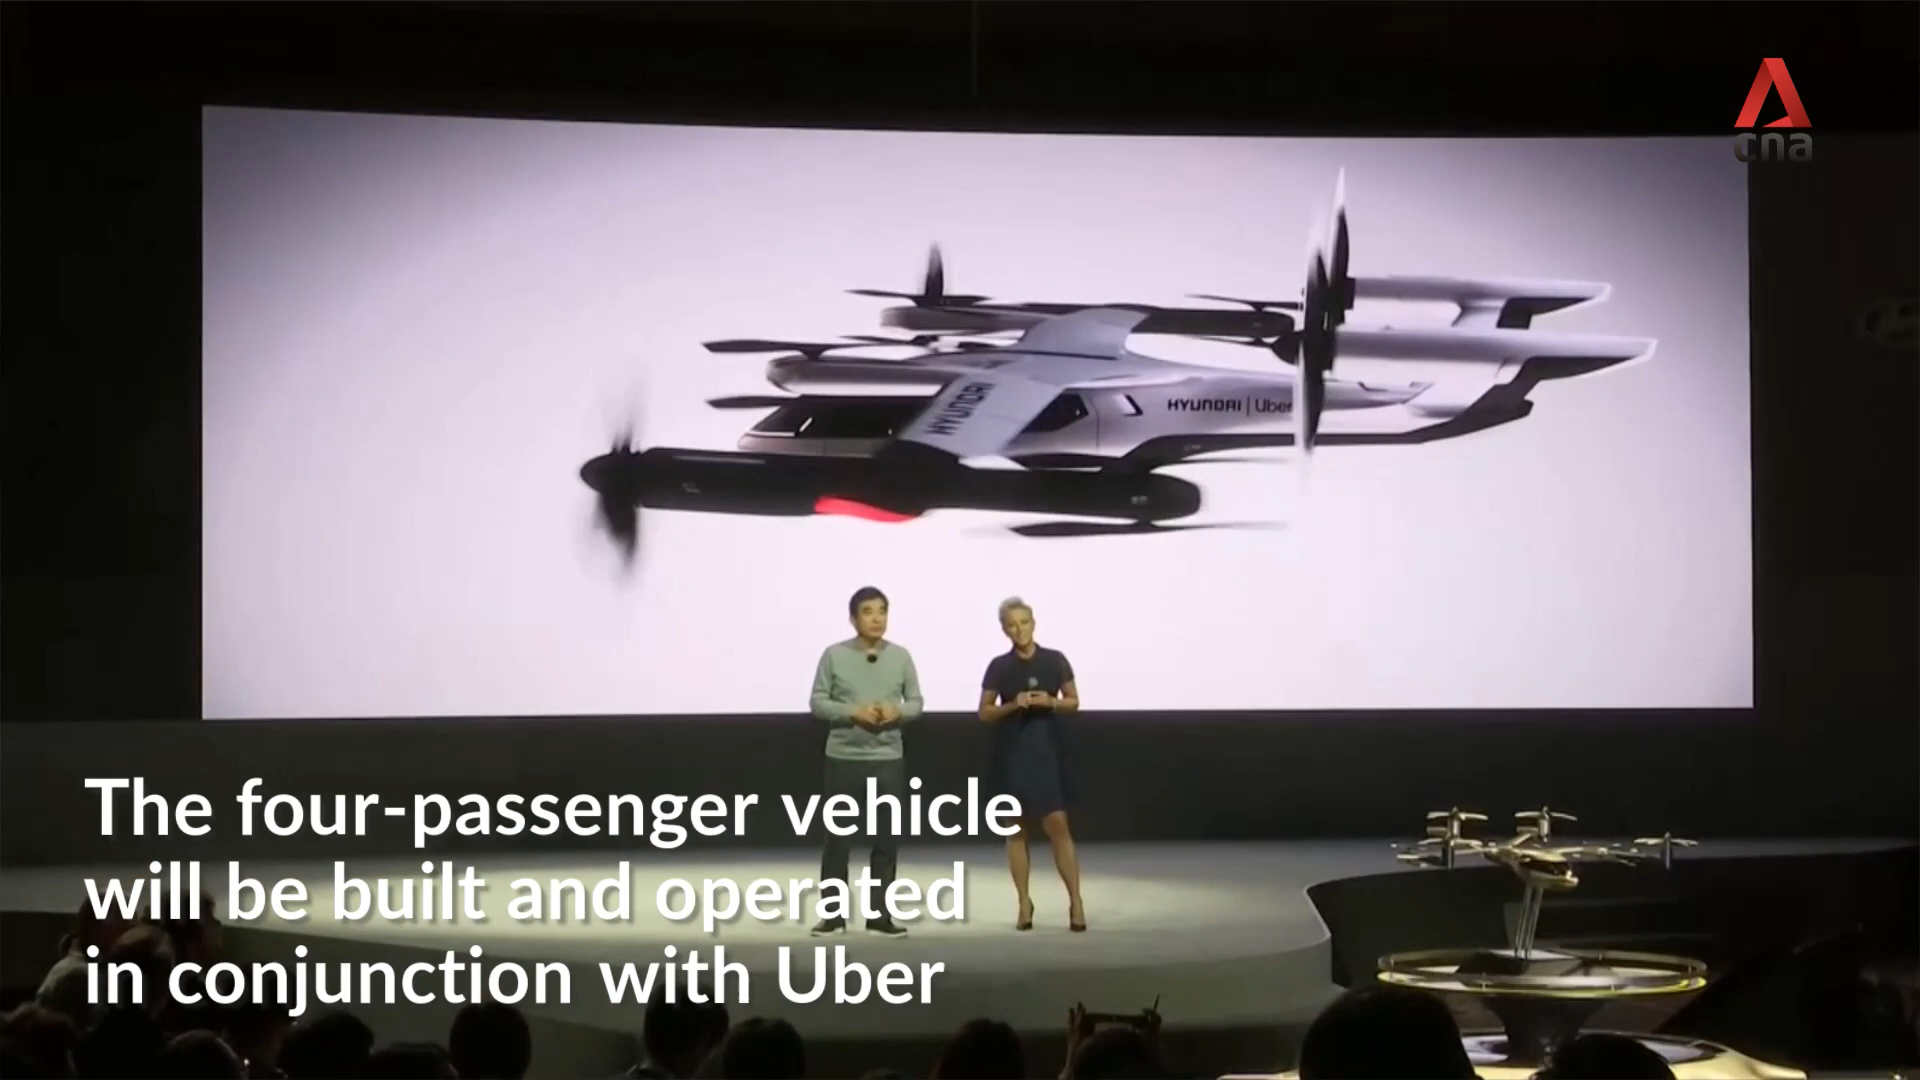 cna
HYUNDAI
HYUNDAI | Uber
The four-passenger vehicle
will be built and operated
in conjunction with Uber